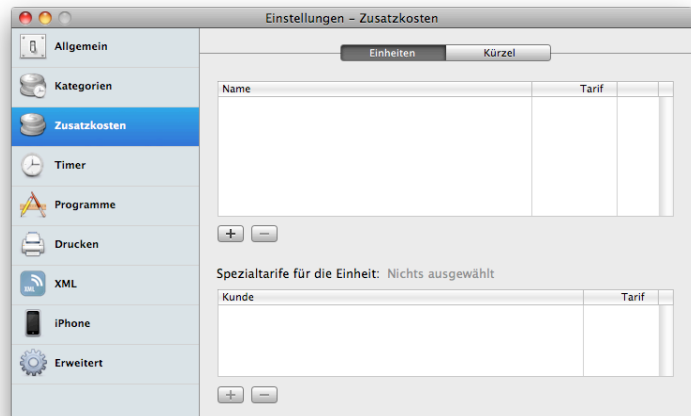 Einstellungen – Zusatzkosten
Allgemein
Kategorien
Zusatzkosten
Timer
Programme
Drucken
XML
XML
iPhone
Erweitert
Einheiten Kürzel
Name Tarif
Spezialtarife für die Einheit: Nichts ausgewählt
Kunde Tarif